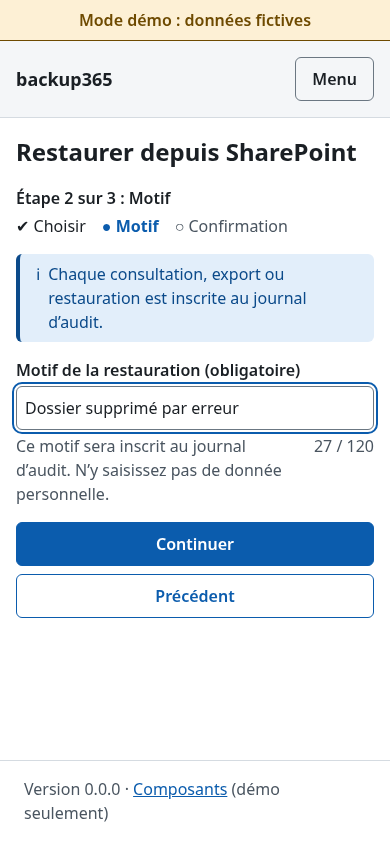 Mode démo : données fictives
backup365
Menu
Restaurer depuis SharePoint
Étape 2 sur 3 : Motif
✔ Choisir ● Motif ○ Confirmation
i Chaque consultation, export ou
restauration est inscrite au journal
d’audit.
Motif de la restauration (obligatoire)
Dossier supprimé par erreur
Ce motif sera inscrit au journal 27 / 120
d’audit. N’y saisissez pas de donnée
personnelle.
Continuer
Précédent
Version 0.0.0 · Composants (démo
seulement)